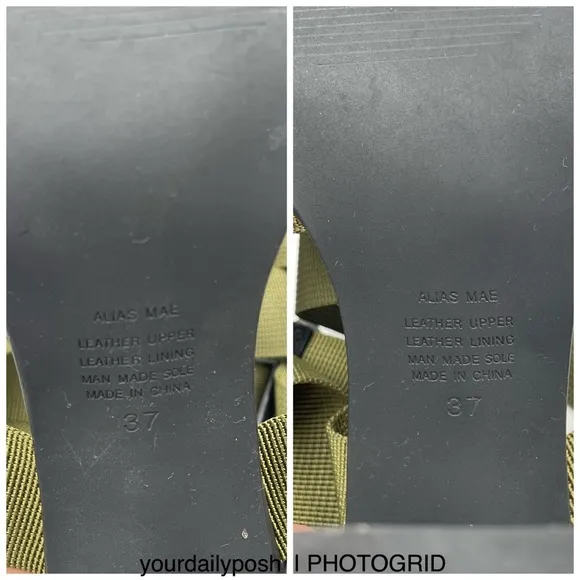 ALIAS MAE
LEATHER UPPER
LEATHER LINING
MAN MADE SOLE
MADE IN CHINA
37
ALIAS MAE
LEATHER UPPER
LEATHER LINING
MAN MADE SOLE
MADE IN CHINA
37
yourdailyposh I PHOTOGRID